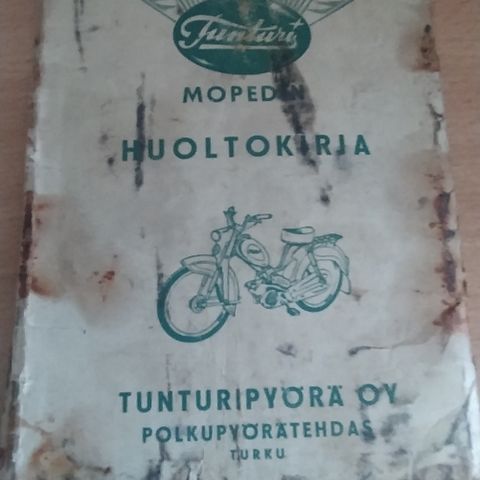 Tunturi
MOPEDIN
HUOLTOKIRJA
TUNTURIPYÖRÄ OY
POLKUPYÖRÄTEHDAS
TURKU